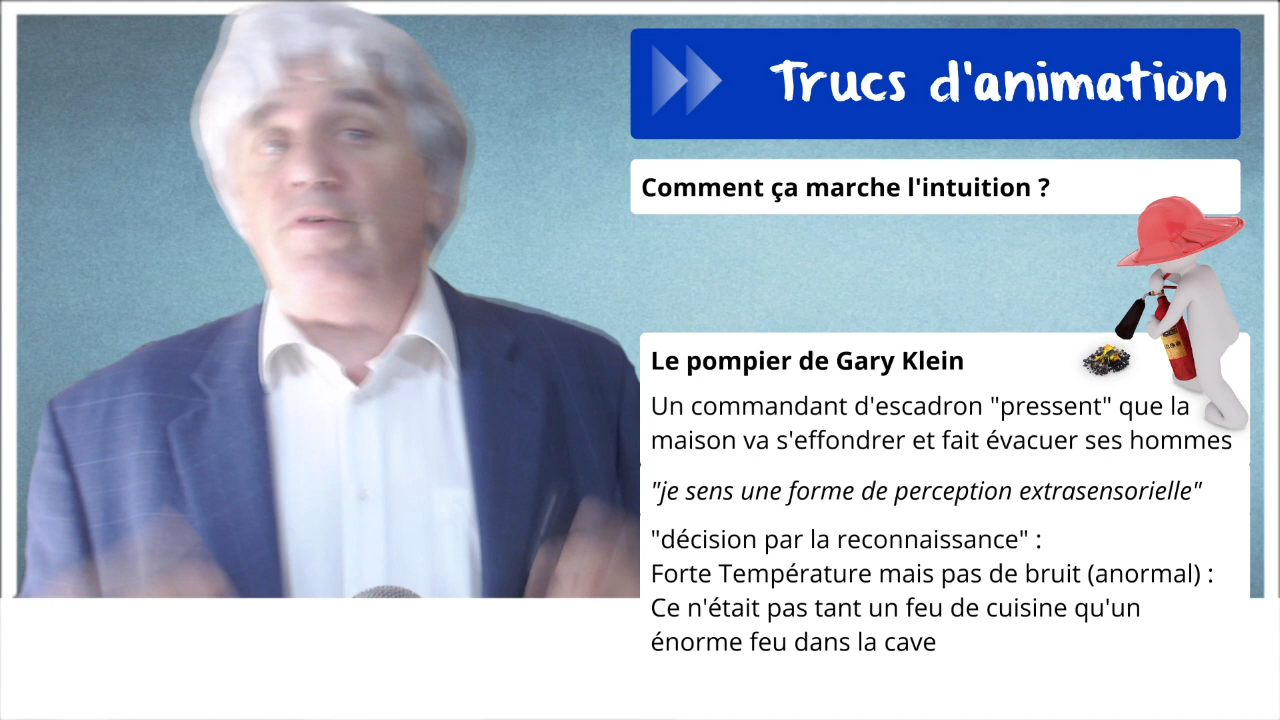 Trucs d'animation
Comment ça marche l'intuition ?
Le pompier de Gary Klein
Un commandant d'escadron "pressent" que la
maison va s'effondrer et fait évacuer ses hommes
"je sens une forme de perception extrasensorielle"
"décision par la reconnaissance" :
Forte Température mais pas de bruit (anormal) :
Ce n'était pas tant un feu de cuisine qu'un
énorme feu dans la cave